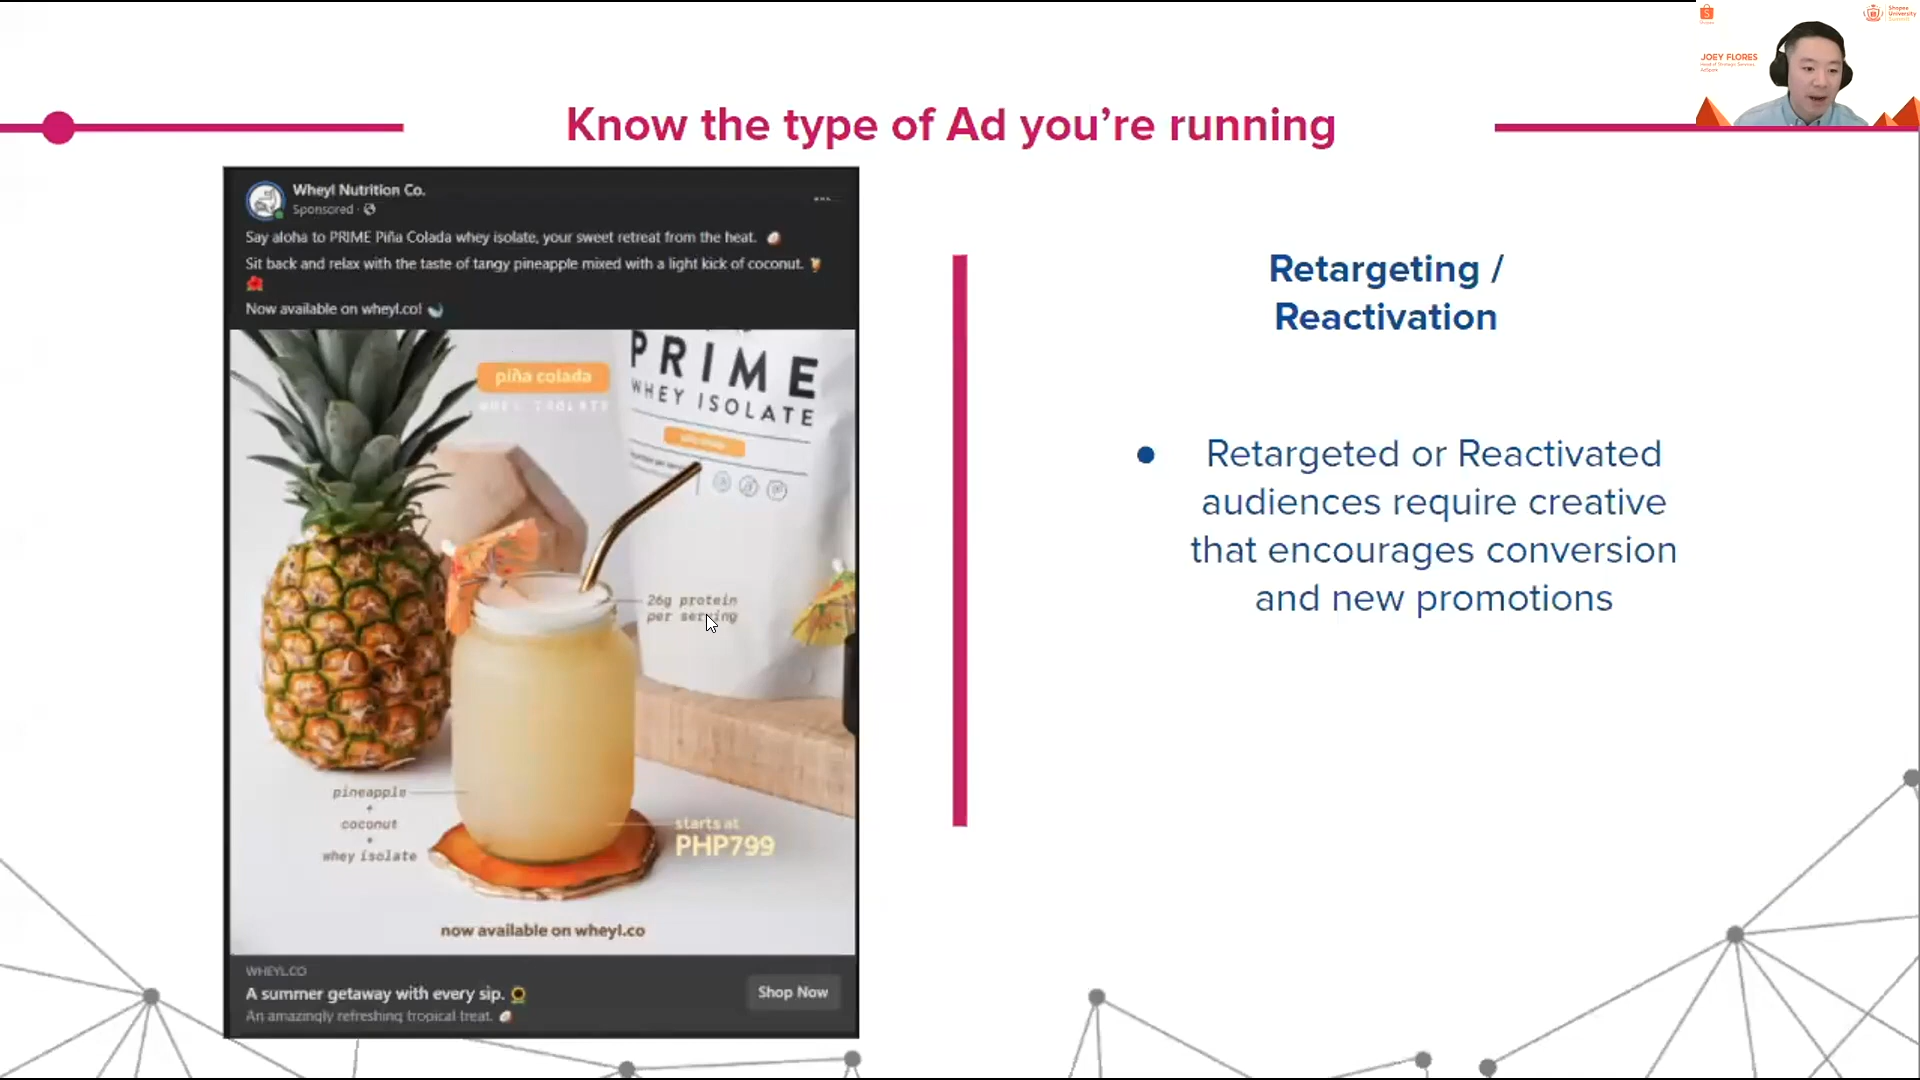 Shopee
University
JOEY FLORES
Know the type of Ad you're running
Wheyl Nutrition Co.
Sponsored ·
Say aloha to PRIME Piña Colada whey isolate, your sweet retreat from the heat.
Sit back and relax with the taste of tangy pineapple mixed with a light kick of coconut.
Now available on wheyl.co!
piña colada
WHEY ISOLATE
PRIME
WHEY ISOLATE
26g protein
per serving
pineapple
+
coconut
+
whey isolate
starts at
PHP799
now available on wheyl.co
WHEYL.CO
A summer getaway with every sip.
An amazingly refreshing tropical treat.
Shop Now
Retargeting /
Reactivation
Retargeted or Reactivated
audiences require creative
that encourages conversion
and new promotions